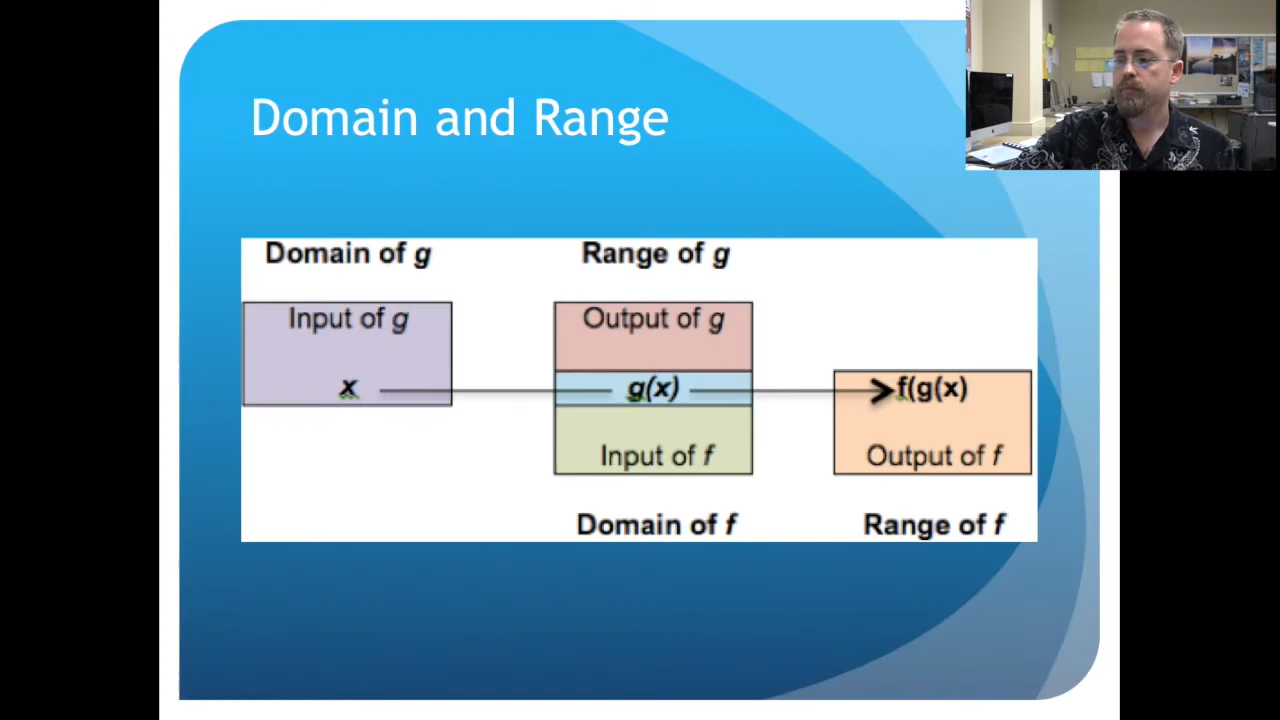 Domain and Range
Domain of g
Range of g
Input of g
Output of g
x
g(x)
f(g(x)
Input of f
Output of f
Domain of f
Range of f